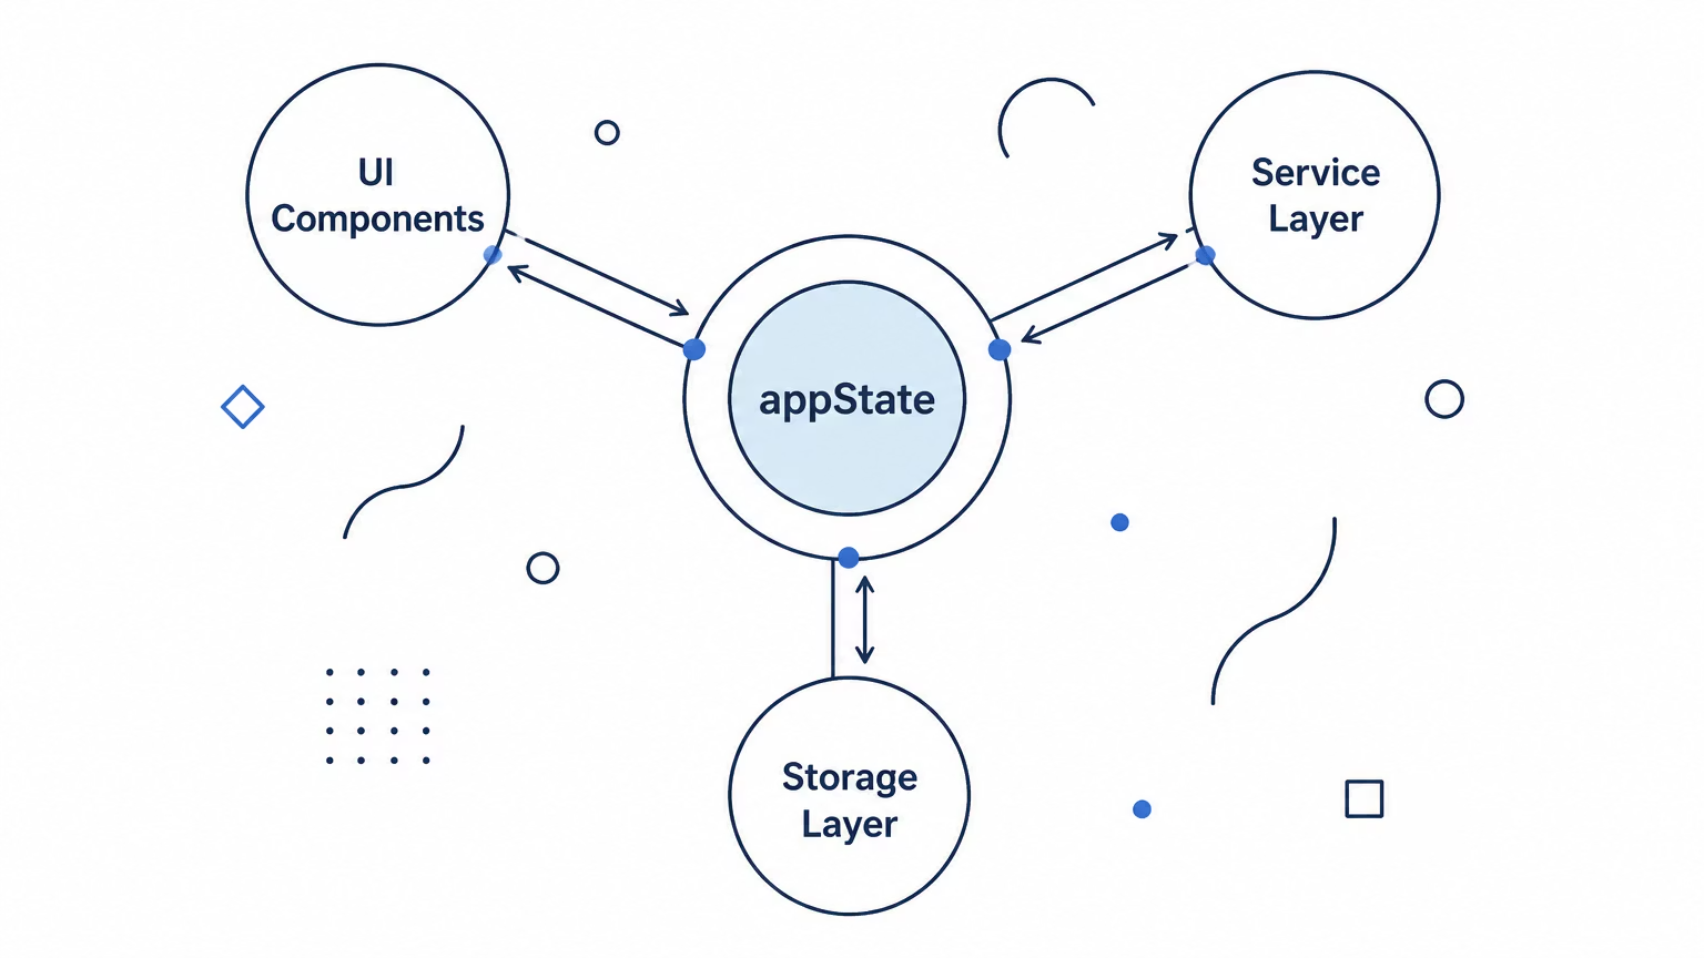 UI
Components
Service
Layer
appState
Storage
Layer